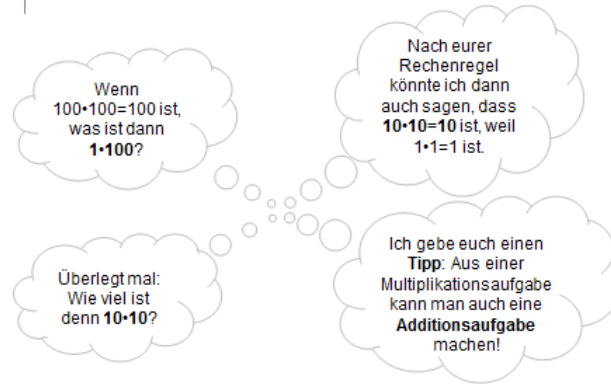 Wenn
100•100=100 ist,
was ist dann
1•100?
Nach eurer
Rechenregel
könnte ich dann
auch sagen, dass
10•10=10 ist, weil
1•1=1 ist.
Überlegt mal:
Wie viel ist
denn 10•10?
Ich gebe euch einen
Tipp: Aus einer
Multiplikationsaufgabe
kann man auch eine
Additionsaufgabe
machen!